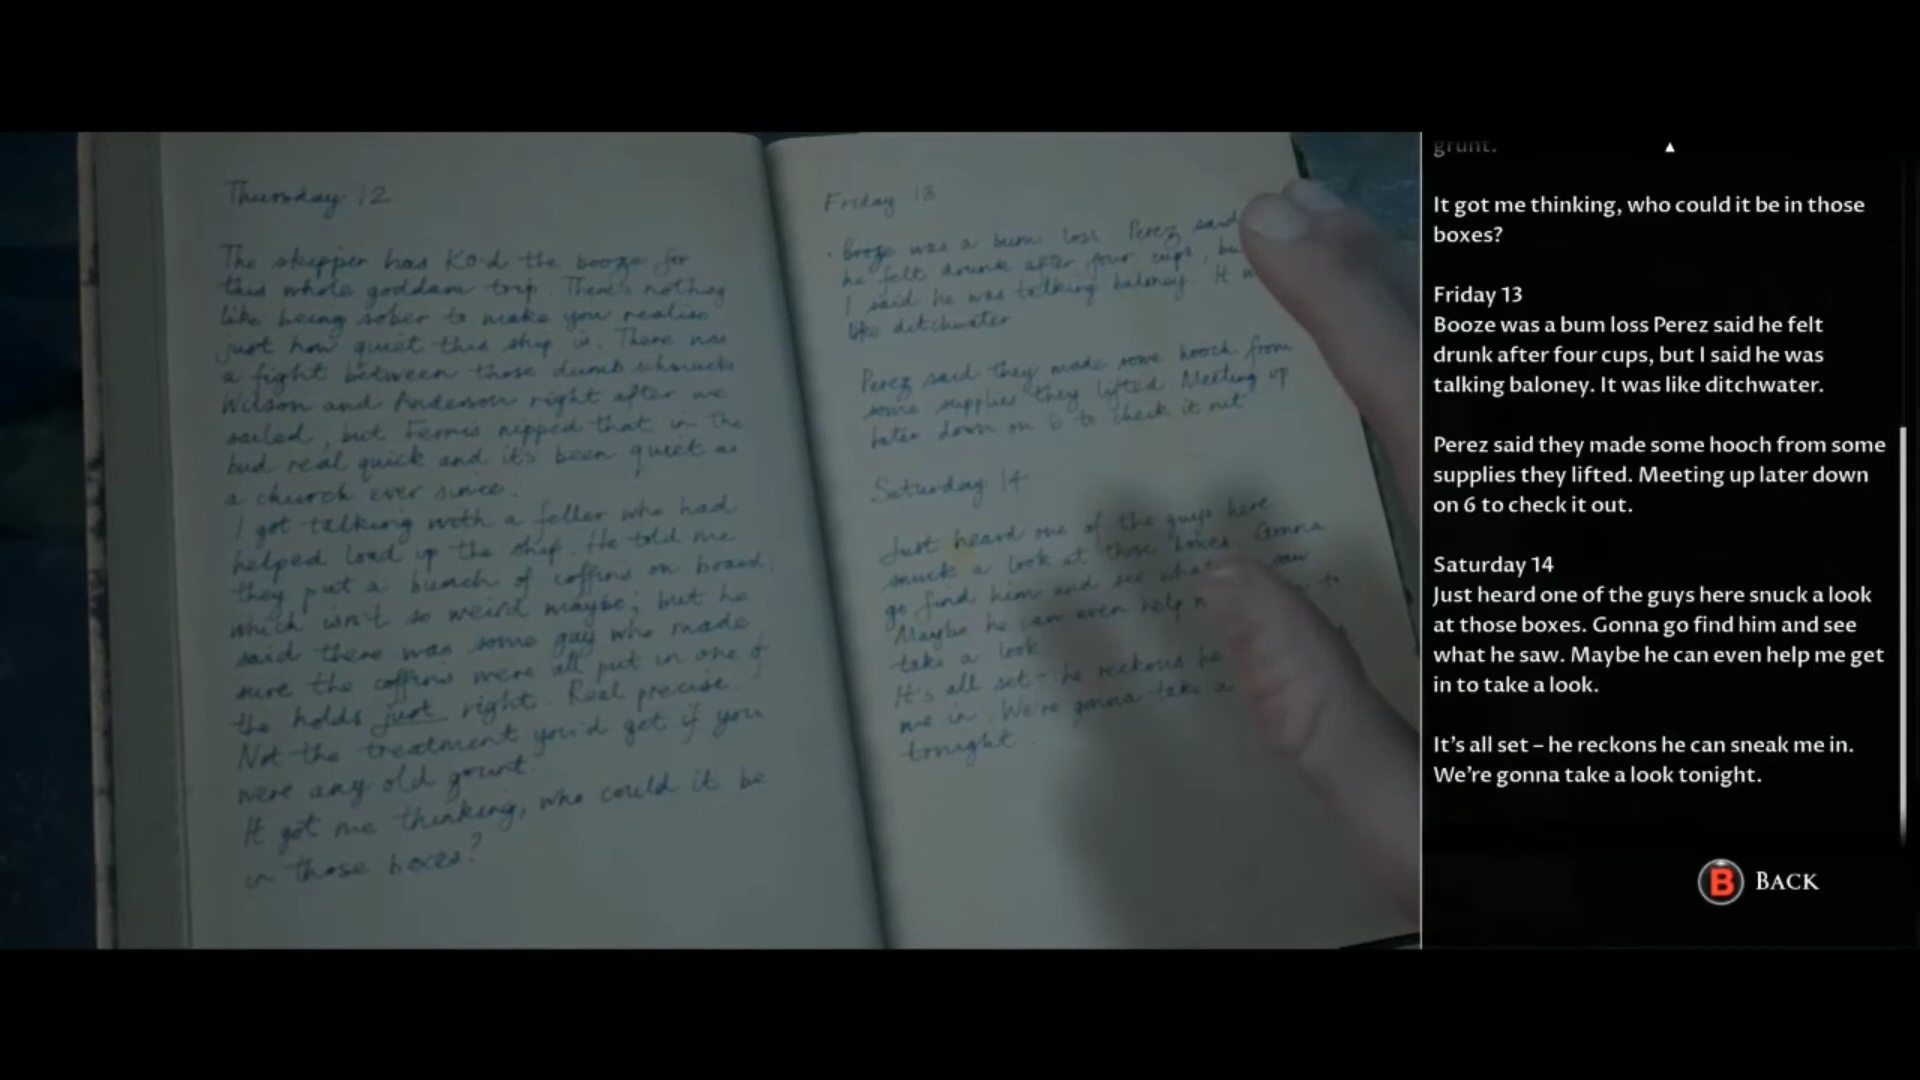 Thursday 12
The skipper has KO'd the booze for
this whole goddam trip. There's nothing
like being sober to make you realise
just how quiet this ship is. There was
a fight between those dumb schmucks
Wilson and Anderson right after we
sailed, but Ferris nipped that in the
bud real quick and it's been quiet as
a church ever since.
I got talking with a feller who had
helped load up the ship. He told me
they put a bunch of coffins on board,
which isn't so weird maybe; but he
said there was some guy who made
sure the coffins were all put in one of
the holds just right. Real precise.
Not the treatment you'd get if you
were any old grunt.
It got me thinking, who could it be
in those boxes?
Friday 13
Booze was a bum loss Perez said
he felt drunk after four cups, bu
I said he was talking baloney. It w
like ditchwater
Perez said they made some hooch from
some supplies they lifted. Meeting up
later down on 6 to check it out
Saturday 14
Just heard one of the guys here
snuck a look at those boxes. Gonna
go find him and see what saw
Maybe he can even help to
take a look
It's all set - he reckons he
me in. We're gonna take a
tonight.
grunt.
It got me thinking, who could it be in those
boxes?
Friday 13
Booze was a bum loss Perez said he felt
drunk after four cups, but I said he was
talking baloney. It was like ditchwater.
Perez said they made some hooch from some
supplies they lifted. Meeting up later down
on 6 to check it out.
Saturday 14
Just heard one of the guys here snuck a look
at those boxes. Gonna go find him and see
what he saw. Maybe he can even help me get
in to take a look.
It's all set – he reckons he can sneak me in.
We're gonna take a look tonight.
B BACK